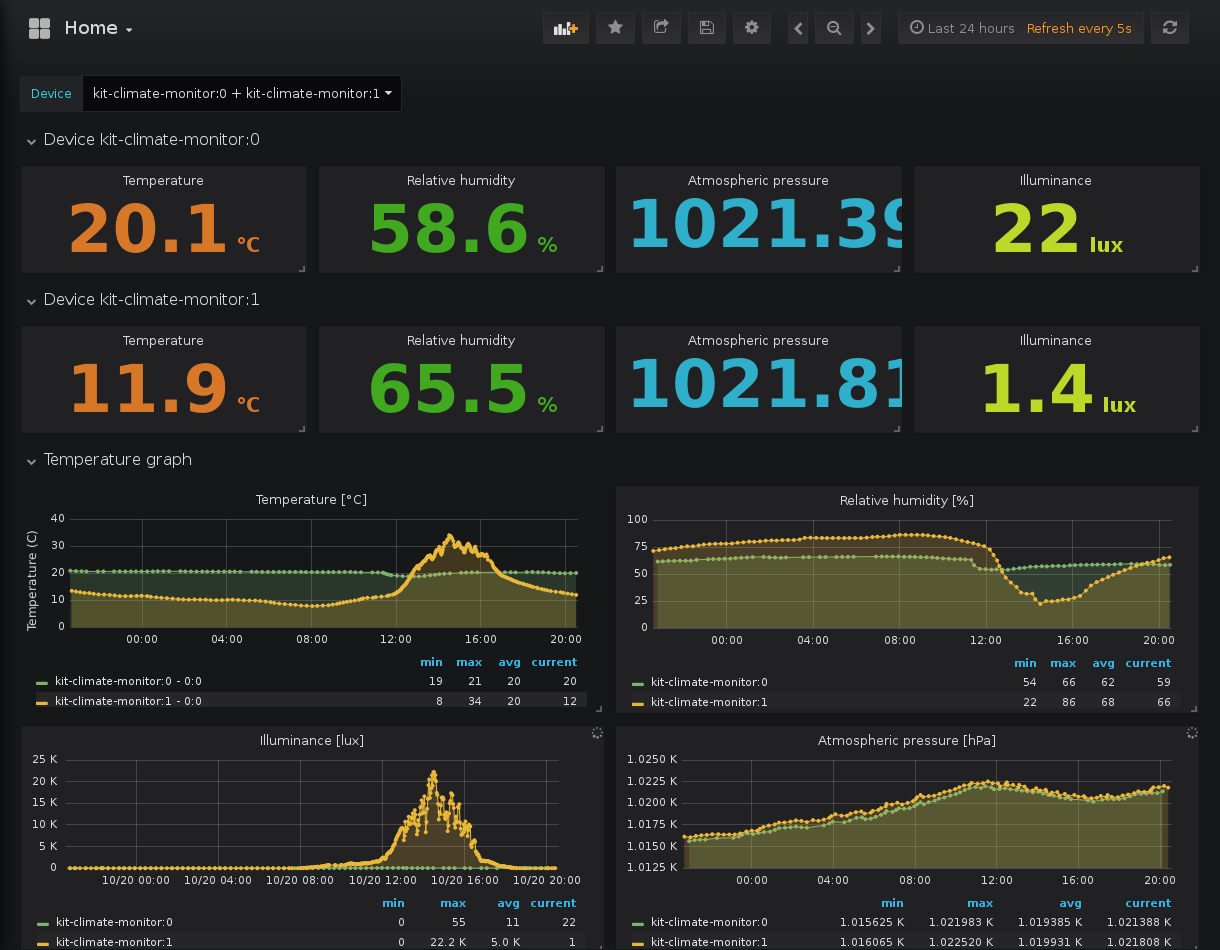 Home
Last 24 hours Refresh every 5s
Device kit-climate-monitor:0 + kit-climate-monitor:1
Device kit-climate-monitor:0
Temperature Relative humidity Atmospheric pressure Illuminance
20.1 °C 58.6 % 1021.39 22 lux
Device kit-climate-monitor:1
Temperature Relative humidity Atmospheric pressure Illuminance
11.9 °C 65.5 % 1021.81 1.4 lux
Temperature graph
Temperature [°C]
Temperature (C)
40
30
20
10
0
00:00 04:00 08:00 12:00 16:00 20:00
min max avg current
kit-climate-monitor:0 - 0:0 19 21 20 20
kit-climate-monitor:1 - 0:0 8 34 20 12
Relative humidity [%]
100
75
50
25
0
00:00 04:00 08:00 12:00 16:00 20:00
min max avg current
kit-climate-monitor:0 54 66 62 59
kit-climate-monitor:1 22 86 68 66
Illuminance [lux]
25 K
20 K
15 K
10 K
5 K
0
10/20 00:00 10/20 04:00 10/20 08:00 10/20 12:00 10/20 16:00 10/20 20:00
min max avg current
kit-climate-monitor:0 0 55 11 22
kit-climate-monitor:1 0 22.2 K 5.0 K 1
Atmospheric pressure [hPa]
1.0250 K
1.0225 K
1.0200 K
1.0175 K
1.0150 K
1.0125 K
00:00 04:00 08:00 12:00 16:00 20:00
min max avg current
kit-climate-monitor:0 1.015625 K 1.021983 K 1.019385 K 1.021388 K
kit-climate-monitor:1 1.016065 K 1.022520 K 1.019931 K 1.021808 K